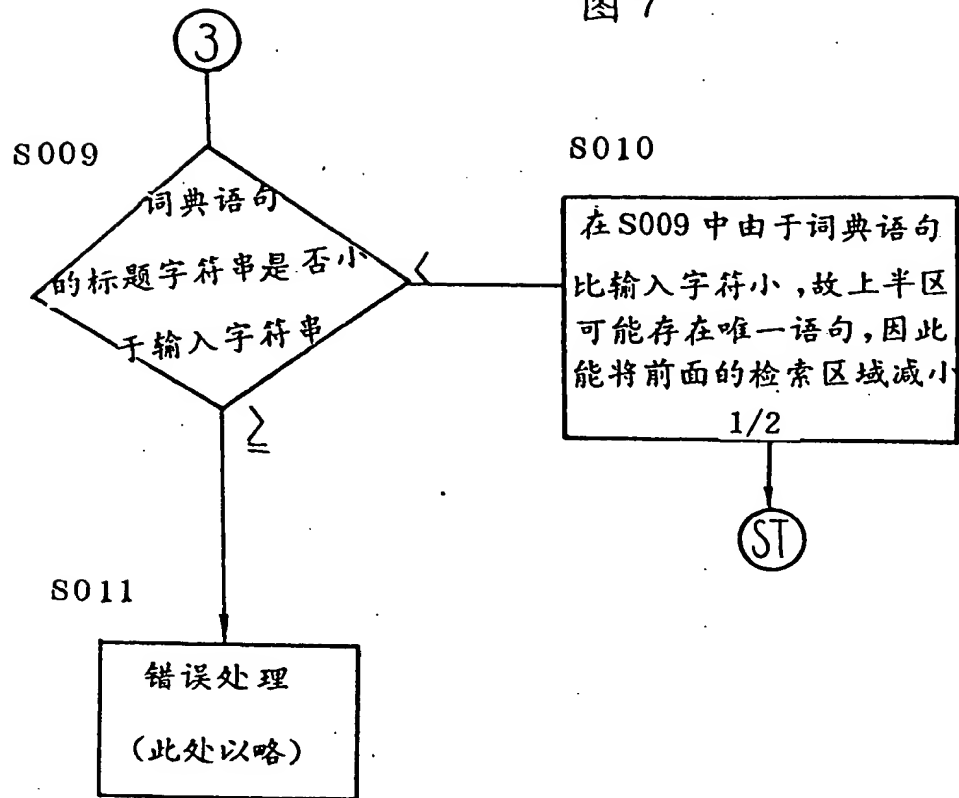 图 7
3
S009
词典语句
的标题字符串是否小
于输入字符串
<
≧
S010
在S009中由于词典语句
比输入字符小,故上半区
可能存在唯一语句,因此
能将前面的检索区域减小
1/2
ST
S011
错误处理
(此处以略)